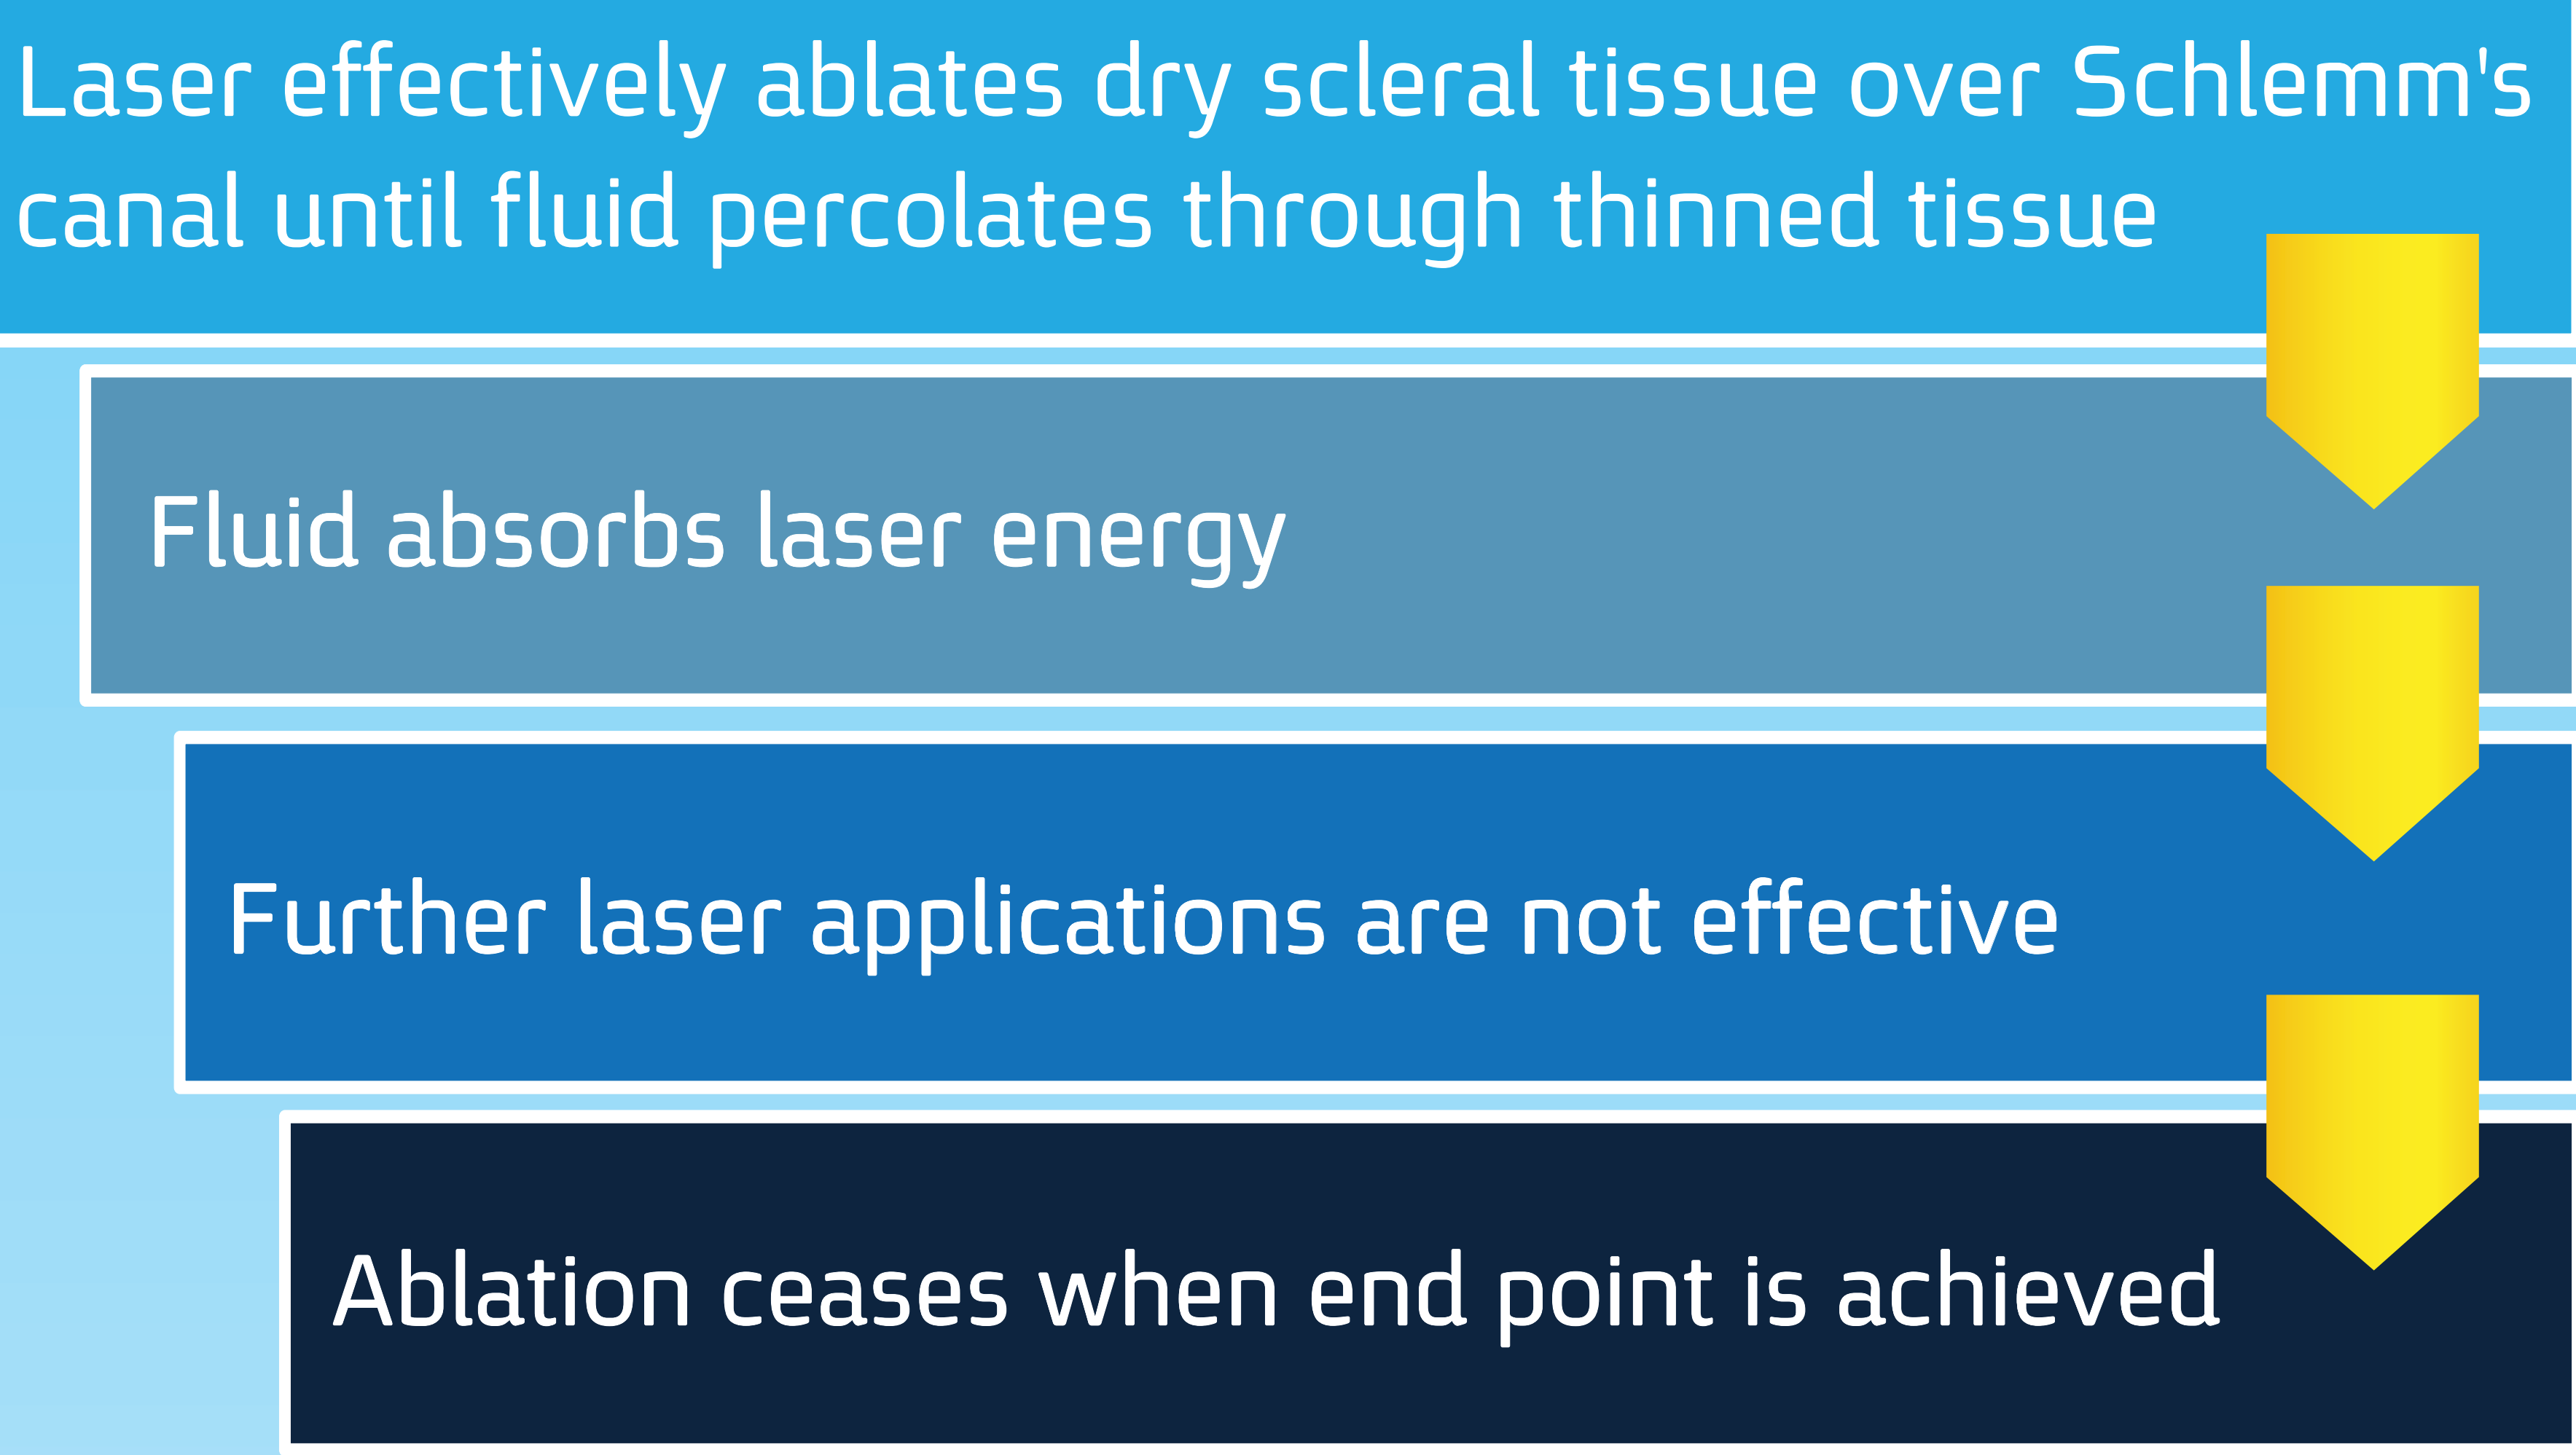 Laser effectively ablates dry scleral tissue over Schlemm's
canal until fluid percolates through thinned tissue
Fluid absorbs laser energy
Further laser applications are not effective
Ablation ceases when end point is achieved